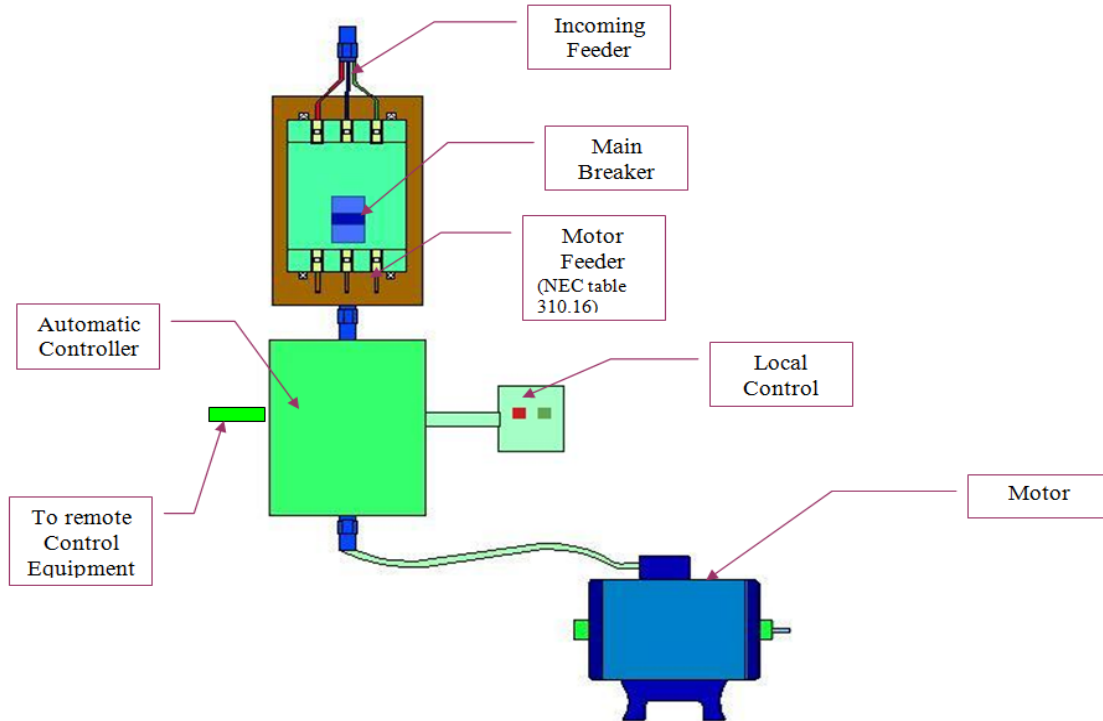 Incoming
Feeder
Main
Breaker
Motor
Feeder
(NEC table
310.16)
Automatic
Controller
Local
Control
Motor
To remote
Control
Equipment